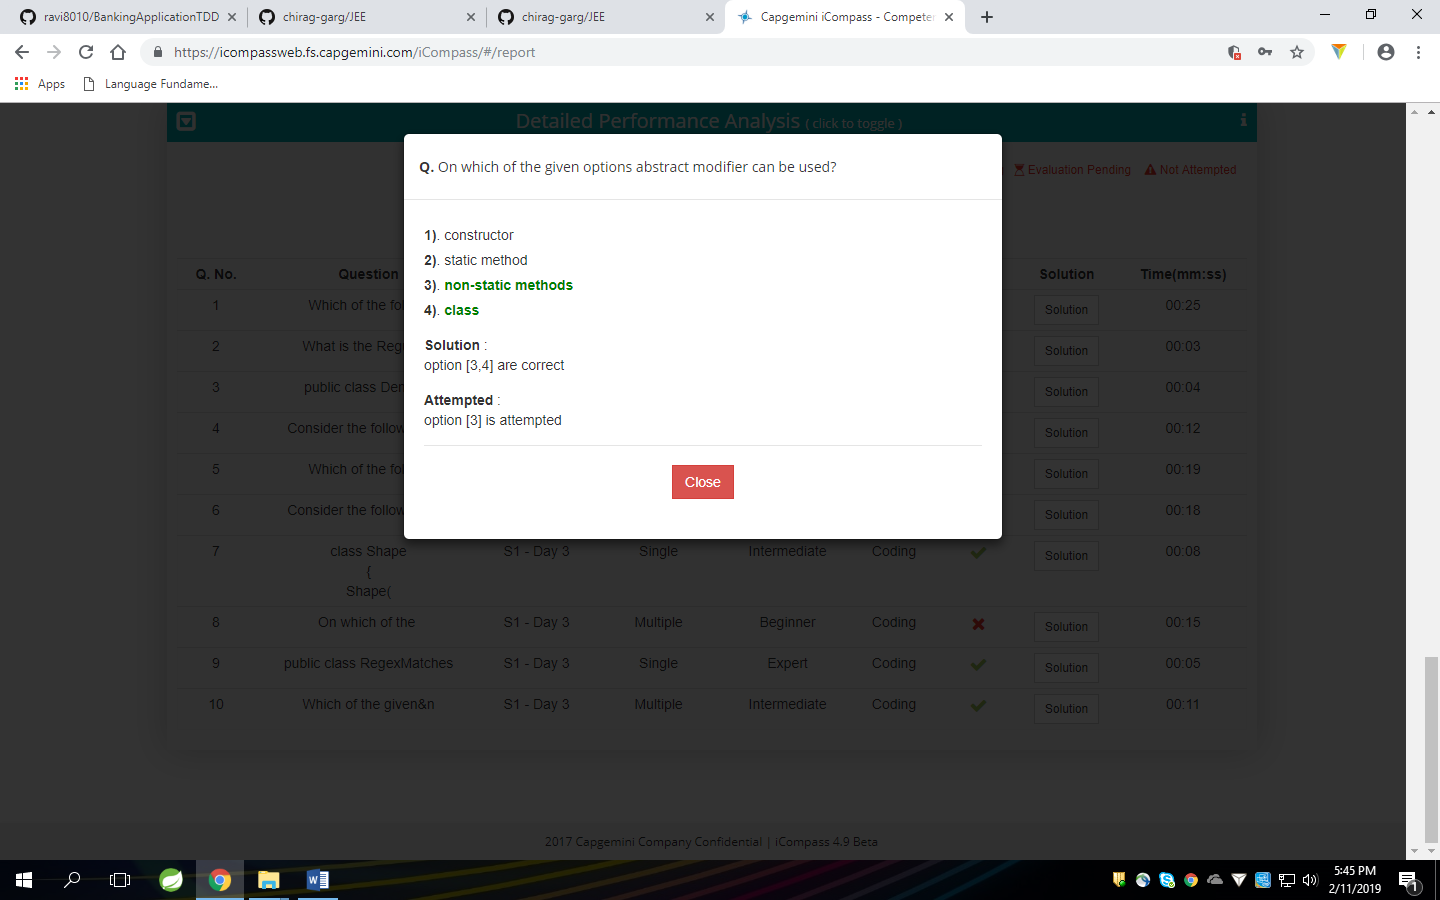 ravi8010/BankingApplicationTDD
chirag-garg/JEE
chirag-garg/JEE
Capgemini iCompass - Competen
https://icompassweb.fs.capgemini.com/iCompass/#/report
Apps
Language Fundame...
Detailed Performance Analysis ( click to toggle )
Evaluation Pending
Not Attempted
Q. On which of the given options abstract modifier can be used?
1). constructor
2). static method
3). non-static methods
4). class
Solution :
option [3,4] are correct
Attempted :
option [3] is attempted
Close
Q. No. Question Solution Time(mm:ss)
1 Which of the fol Solution 00:25
2 What is the Reg Solution 00:03
3 public class Der Solution 00:04
4 Consider the follow Solution 00:12
5 Which of the fol Solution 00:19
6 Consider the follow Solution 00:18
7 class Shape S1 - Day 3 Single Intermediate Coding Solution 00:08
{
Shape(
8 On which of the S1 - Day 3 Multiple Beginner Coding Solution 00:15
9 public class RegexMatches S1 - Day 3 Single Expert Coding Solution 00:05
10 Which of the given&n S1 - Day 3 Multiple Intermediate Coding Solution 00:11
2017 Capgemini Company Confidential | iCompass 4.9 Beta
5:45 PM
2/11/2019
1